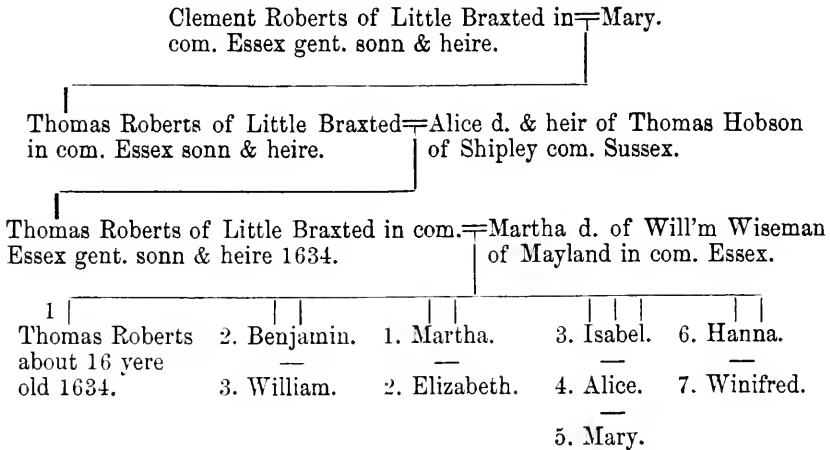 Clement Roberts of Little Braxted in=Mary.
com. Essex gent. sonn & heire.
Thomas Roberts of Little Braxted=Alice d. & heir of Thomas Hobson
in com. Essex sonn & heire. of Shipley com. Sussex.
Thomas Roberts of Little Braxted in com.=Martha d. of Will'm Wiseman
Essex gent. sonn & heire 1634. of Mayland in com. Essex.
1
Thomas Roberts 2. Benjamin. 1. Martha. 3. Isabel. 6. Hanna.
about 16 yere
old 1634. 3. William. 2. Elizabeth. 4. Alice. 7. Winifred.
5. Mary.